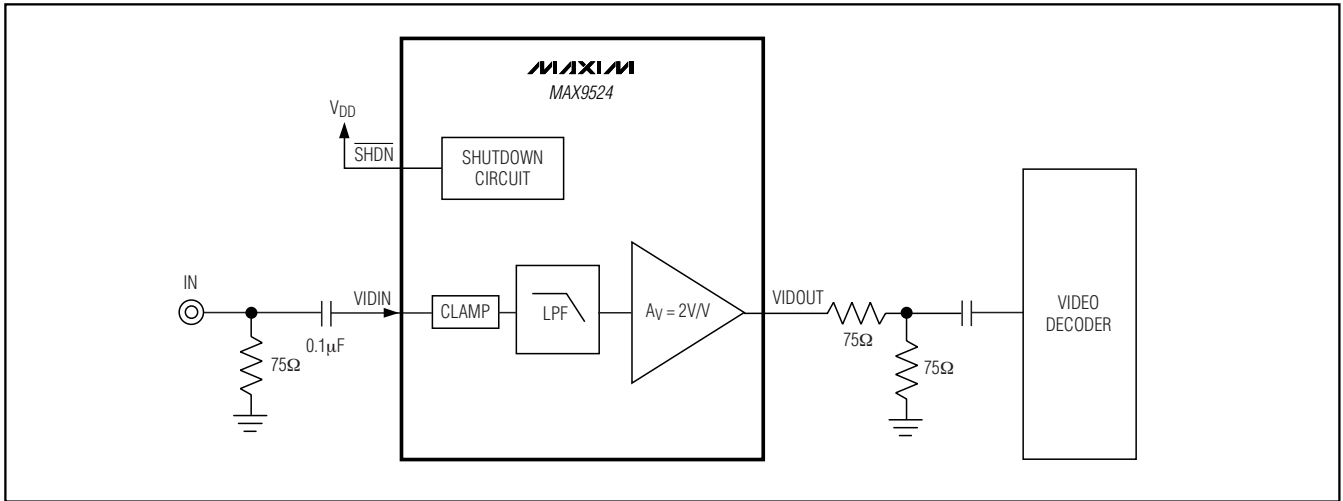 MAXIM
MAX9524
VDD
SHDN
SHUTDOWN
CIRCUIT
IN
VIDIN
CLAMP
LPF
AV = 2V/V
VIDOUT
VIDEO
DECODER
0.1μF
75Ω
75Ω
75Ω